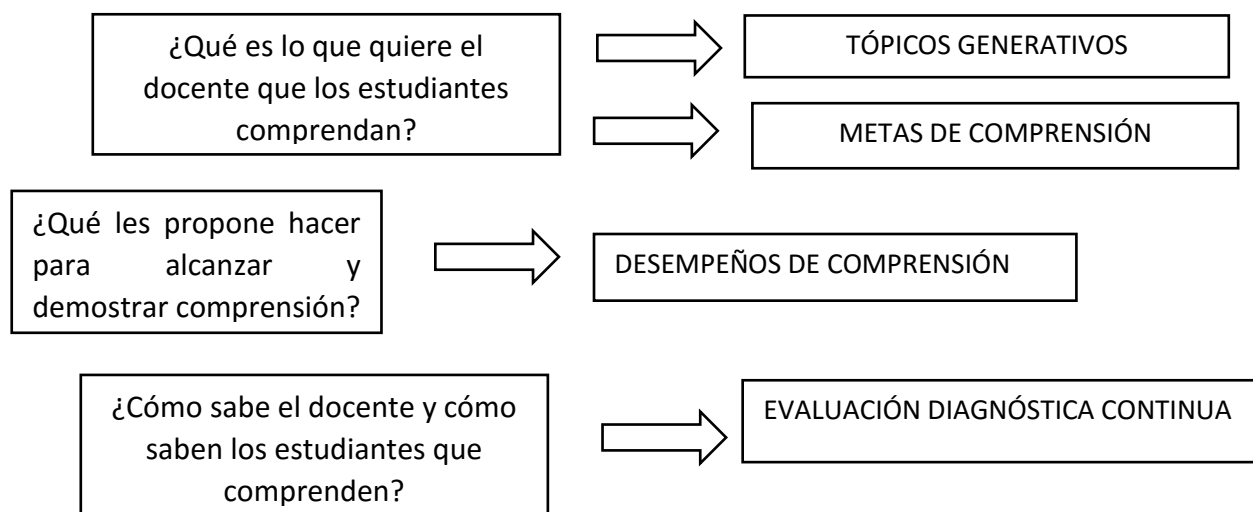 ¿Qué es lo que quiere el
docente que los estudiantes
comprendan?
TÓPICOS GENERATIVOS
METAS DE COMPRENSIÓN
¿Qué les propone hacer
para alcanzar y
demostrar comprensión?
DESEMPEÑOS DE COMPRENSIÓN
¿Cómo sabe el docente y cómo
saben los estudiantes que
comprenden?
EVALUACIÓN DIAGNÓSTICA CONTINUA